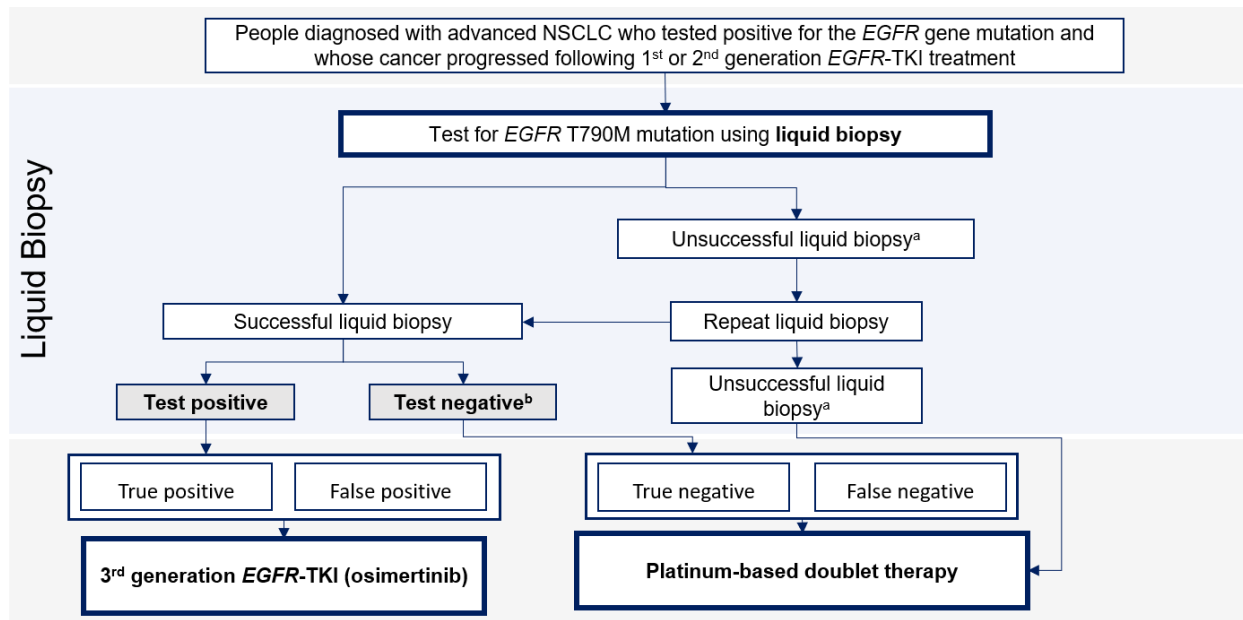 People diagnosed with advanced NSCLC who tested positive for the EGFR gene mutation and
whose cancer progressed following 1st or 2nd generation EGFR-TKI treatment
Liquid Biopsy
Test for EGFR T790M mutation using liquid biopsy
Unsuccessful liquid biopsyᵃ
Successful liquid biopsy
Repeat liquid biopsy
Test positive
Test negativeᵇ
Unsuccessful liquid
biopsyᵃ
True positive
False positive
True negative
False negative
3rd generation EGFR-TKI (osimertinib)
Platinum-based doublet therapy